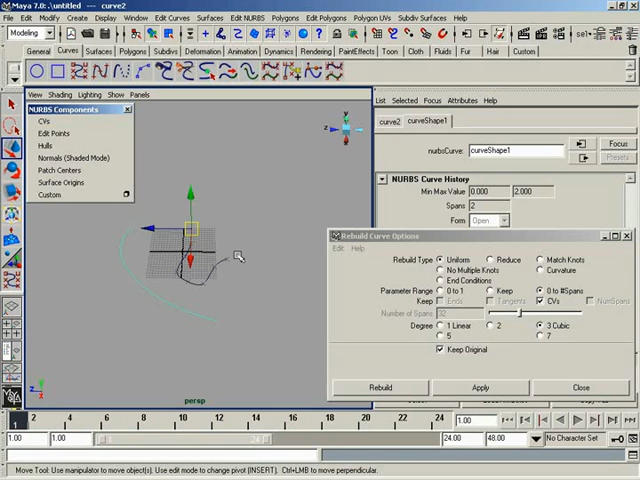 Maya 7.0: .\untitled --- curve2
File Edit Modify Create Display Window Edit Curves Surfaces Edit NURBS Polygons Edit Polygons Polygon UVs Subdiv Surfaces Help
Modeling sel1
General Curves Surfaces Polygons Subdivs Deformation Animation Dynamics Rendering PaintEffects Toon Cloth Fluids Fur Hair Custom
View Shading Lighting Show Panels
List Selected Focus Attributes Help
NURBS Components
CVs
Edit Points
Hulls
Normals (Shaded Mode)
Patch Centers
Surface Origins
Custom
curve2 curveShape1
nurbsCurve: curveShape1 Focus
Presets
NURBS Curve History
Min Max Value 0.000 2.000
Spans 2
Form Open
Rebuild Curve Options
Edit Help
Rebuild Type Uniform Reduce Match Knots
No Multiple Knots Curvature
End Conditions
Parameter Range 0 to 1 Keep 0 to #Spans
Keep Ends Tangents CVs NumSpans
Number of Spans 32
Degree 1 Linear 2 3 Cubic
5 7
Keep Original
Rebuild Apply Close
persp
2 4 6 8 10 12 14 16 18 20 22 24 1.00
1.00 1.00 1 24 24.00 48.00 No Character Set
Move Tool: Use manipulator to move object(s). Use edit mode to change pivot (INSERT). Ctrl+LMB to move perpendicular.